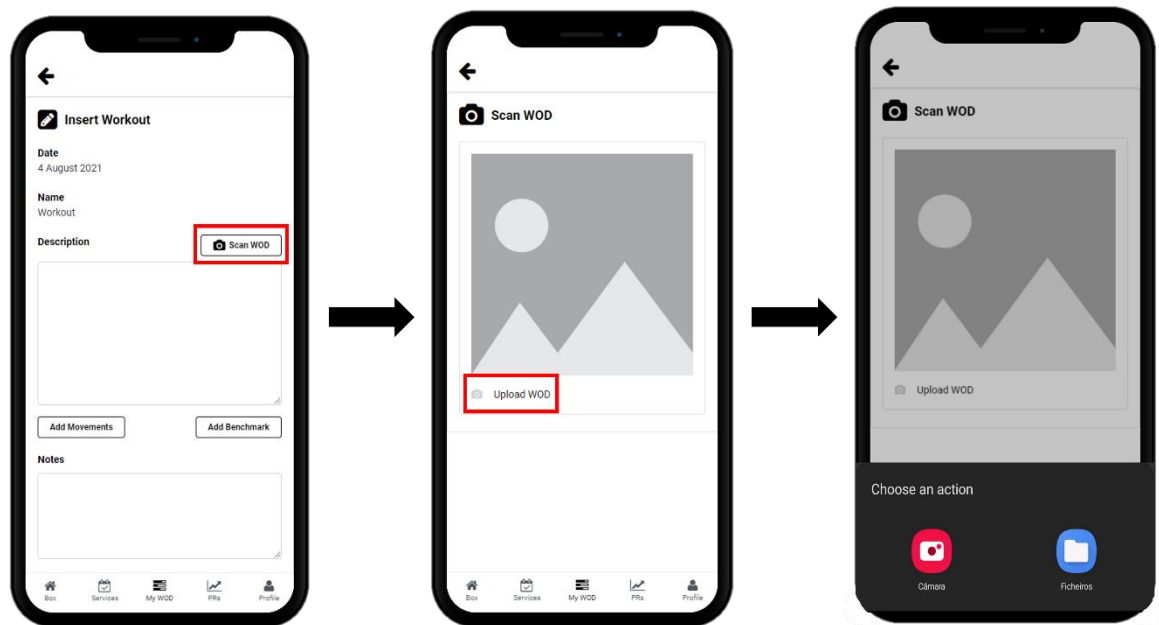 Insert Workout
Date
4 August 2021
Name
Workout
Description
Scan WOD
Add Movements
Add Benchmark
Notes
Box
Services
My WOD
PRs
Profile
Scan WOD
Upload WOD
Box
Services
My WOD
PRs
Profile
Scan WOD
Upload WOD
Choose an action
Câmara
Ficheiros